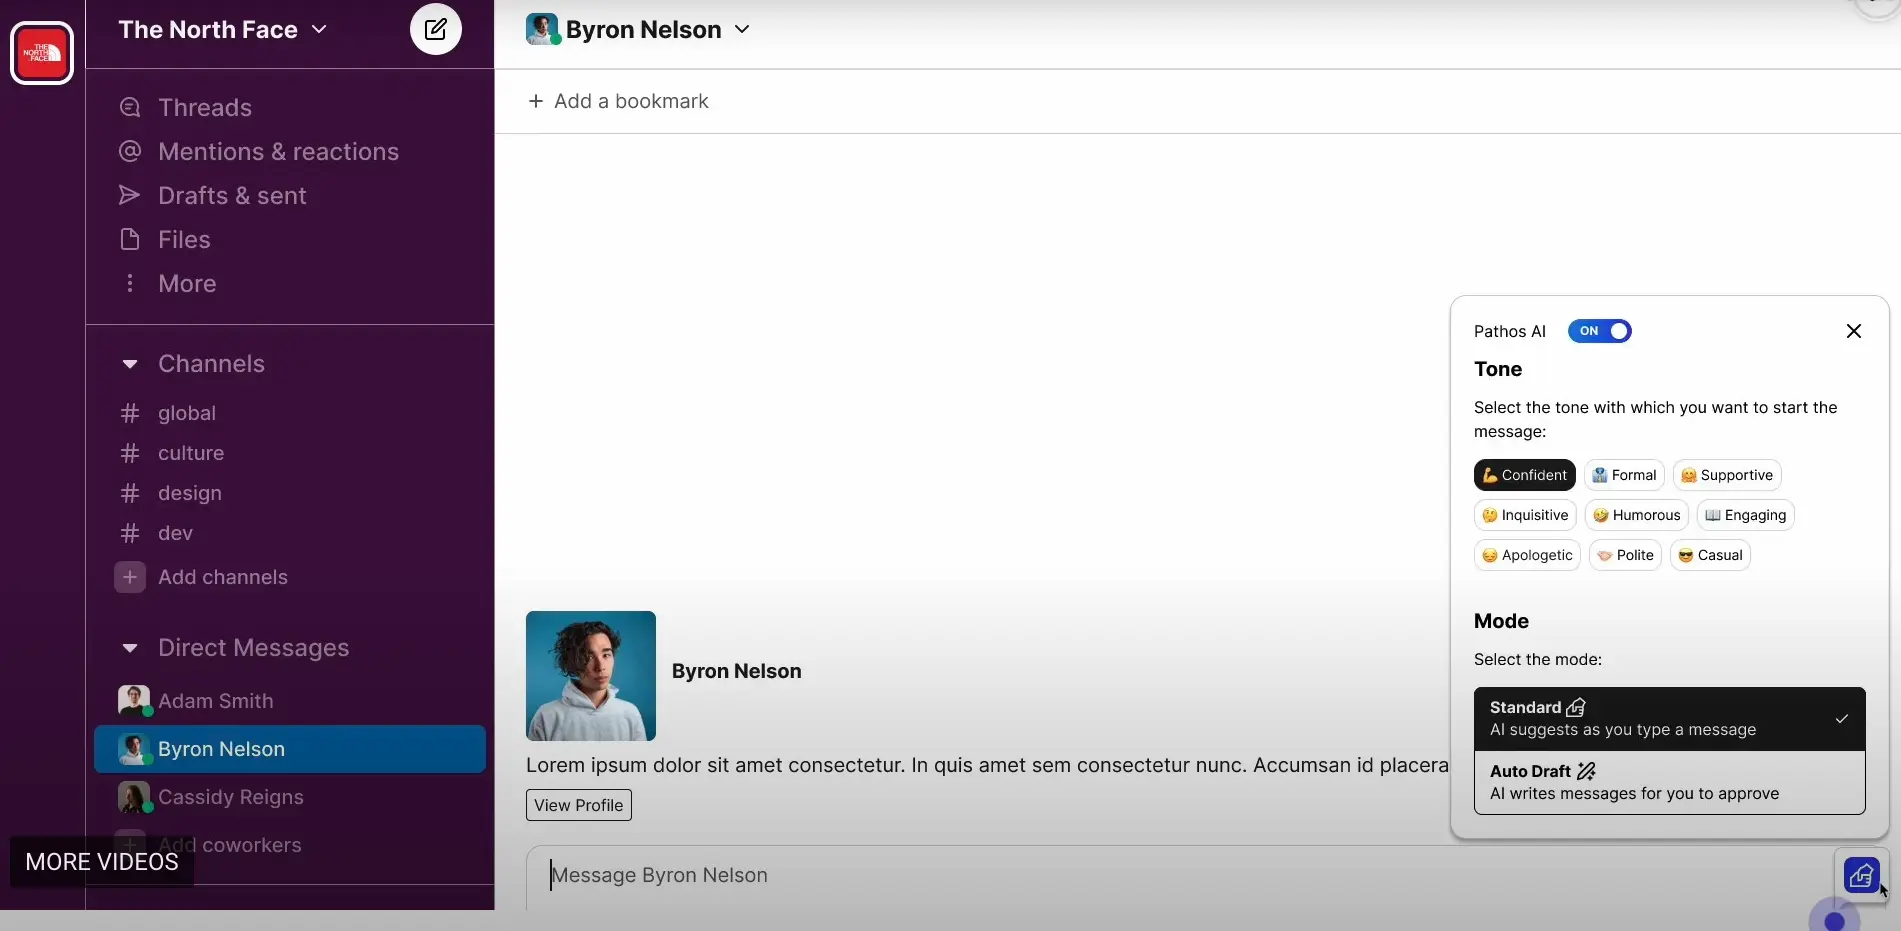 THE
NORTH
FACE
The North Face
Threads
Mentions & reactions
Drafts & sent
Files
More
Channels
# global
# culture
# design
# dev
+ Add channels
Direct Messages
Adam Smith
Byron Nelson
Cassidy Reigns
+ Add coworkers
MORE VIDEOS
Byron Nelson
+ Add a bookmark
Byron Nelson
Lorem ipsum dolor sit amet consectetur. In quis amet sem consectetur nunc. Accumsan id placera
View Profile
Message Byron Nelson
Pathos AI ON
Tone
Select the tone with which you want to start the
message:
💪 Confident 👔 Formal 🤗 Supportive
🤔 Inquisitive 🤣 Humorous 📖 Engaging
😔 Apologetic 🤝 Polite 😎 Casual
Mode
Select the mode:
Standard
AI suggests as you type a message
Auto Draft
AI writes messages for you to approve